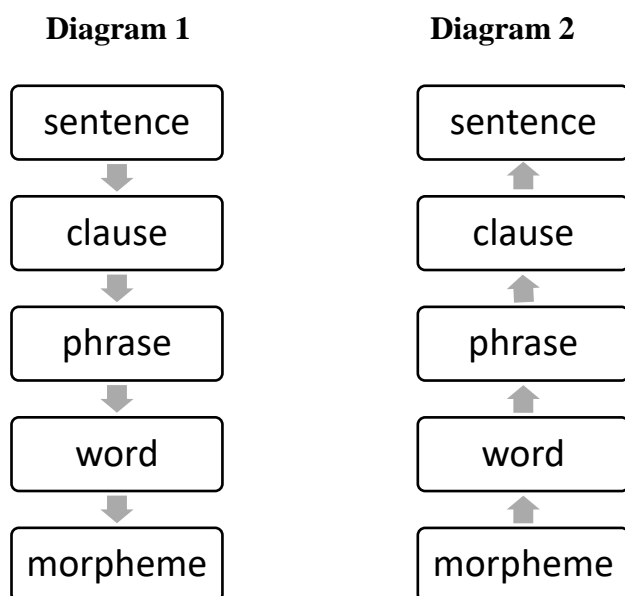 Diagram 1
Diagram 2
sentence
sentence
clause
clause
phrase
phrase
word
word
morpheme
morpheme